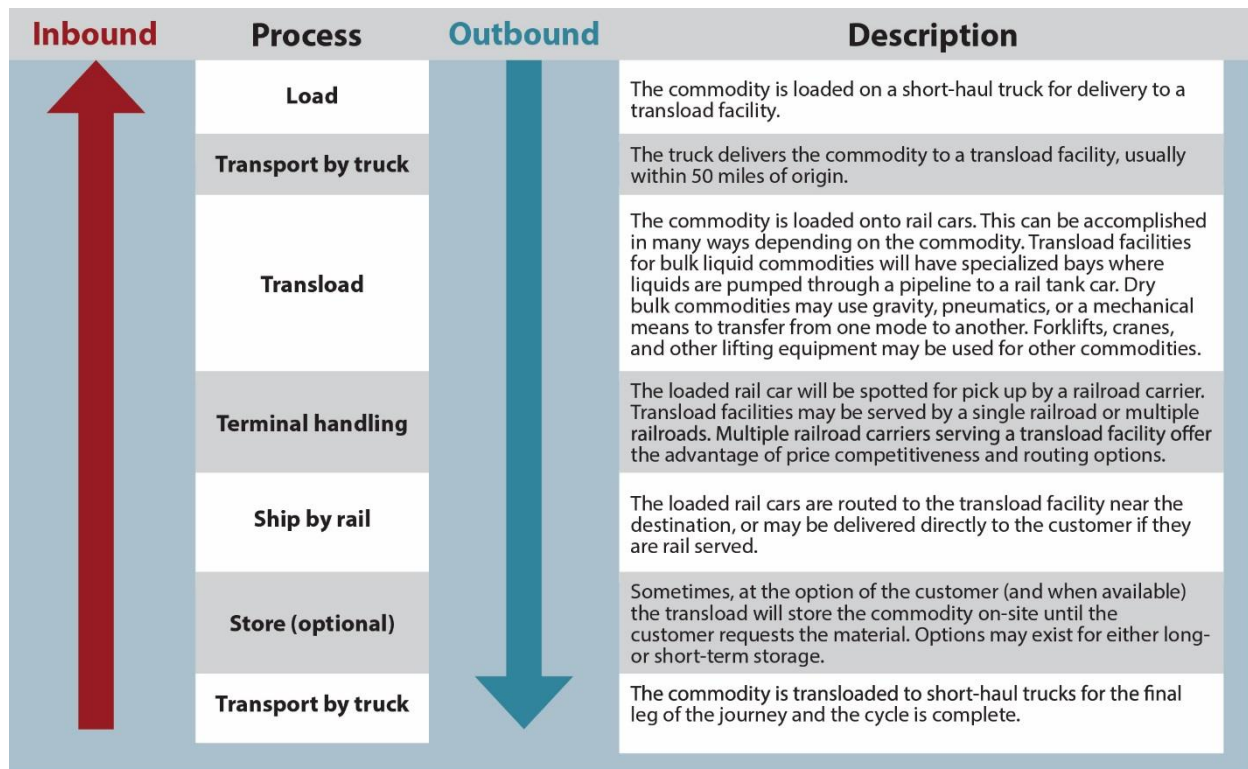 Inbound Process Outbound Description
Load
The commodity is loaded on a short-haul truck for delivery to a
transload facility.
Transport by truck
The truck delivers the commodity to a transload facility, usually
within 50 miles of origin.
Transload
The commodity is loaded onto rail cars. This can be accomplished
in many ways depending on the commodity. Transload facilities
for bulk liquid commodities will have specialized bays where
liquids are pumped through a pipeline to a rail tank car. Dry
bulk commodities may use gravity, pneumatics, or a mechanical
means to transfer from one mode to another. Forklifts, cranes,
and other lifting equipment may be used for other commodities.
Terminal handling
The loaded rail car will be spotted for pick up by a railroad carrier.
Transload facilities may be served by a single railroad or multiple
railroads. Multiple railroad carriers serving a transload facility offer
the advantage of price competitiveness and routing options.
Ship by rail
The loaded rail cars are routed to the transload facility near the
destination, or may be delivered directly to the customer if they
are rail served.
Store (optional)
Sometimes, at the option of the customer (and when available)
the transload will store the commodity on-site until the
customer requests the material. Options may exist for either long-
or short-term storage.
Transport by truck
The commodity is transloaded to short-haul trucks for the final
leg of the journey and the cycle is complete.